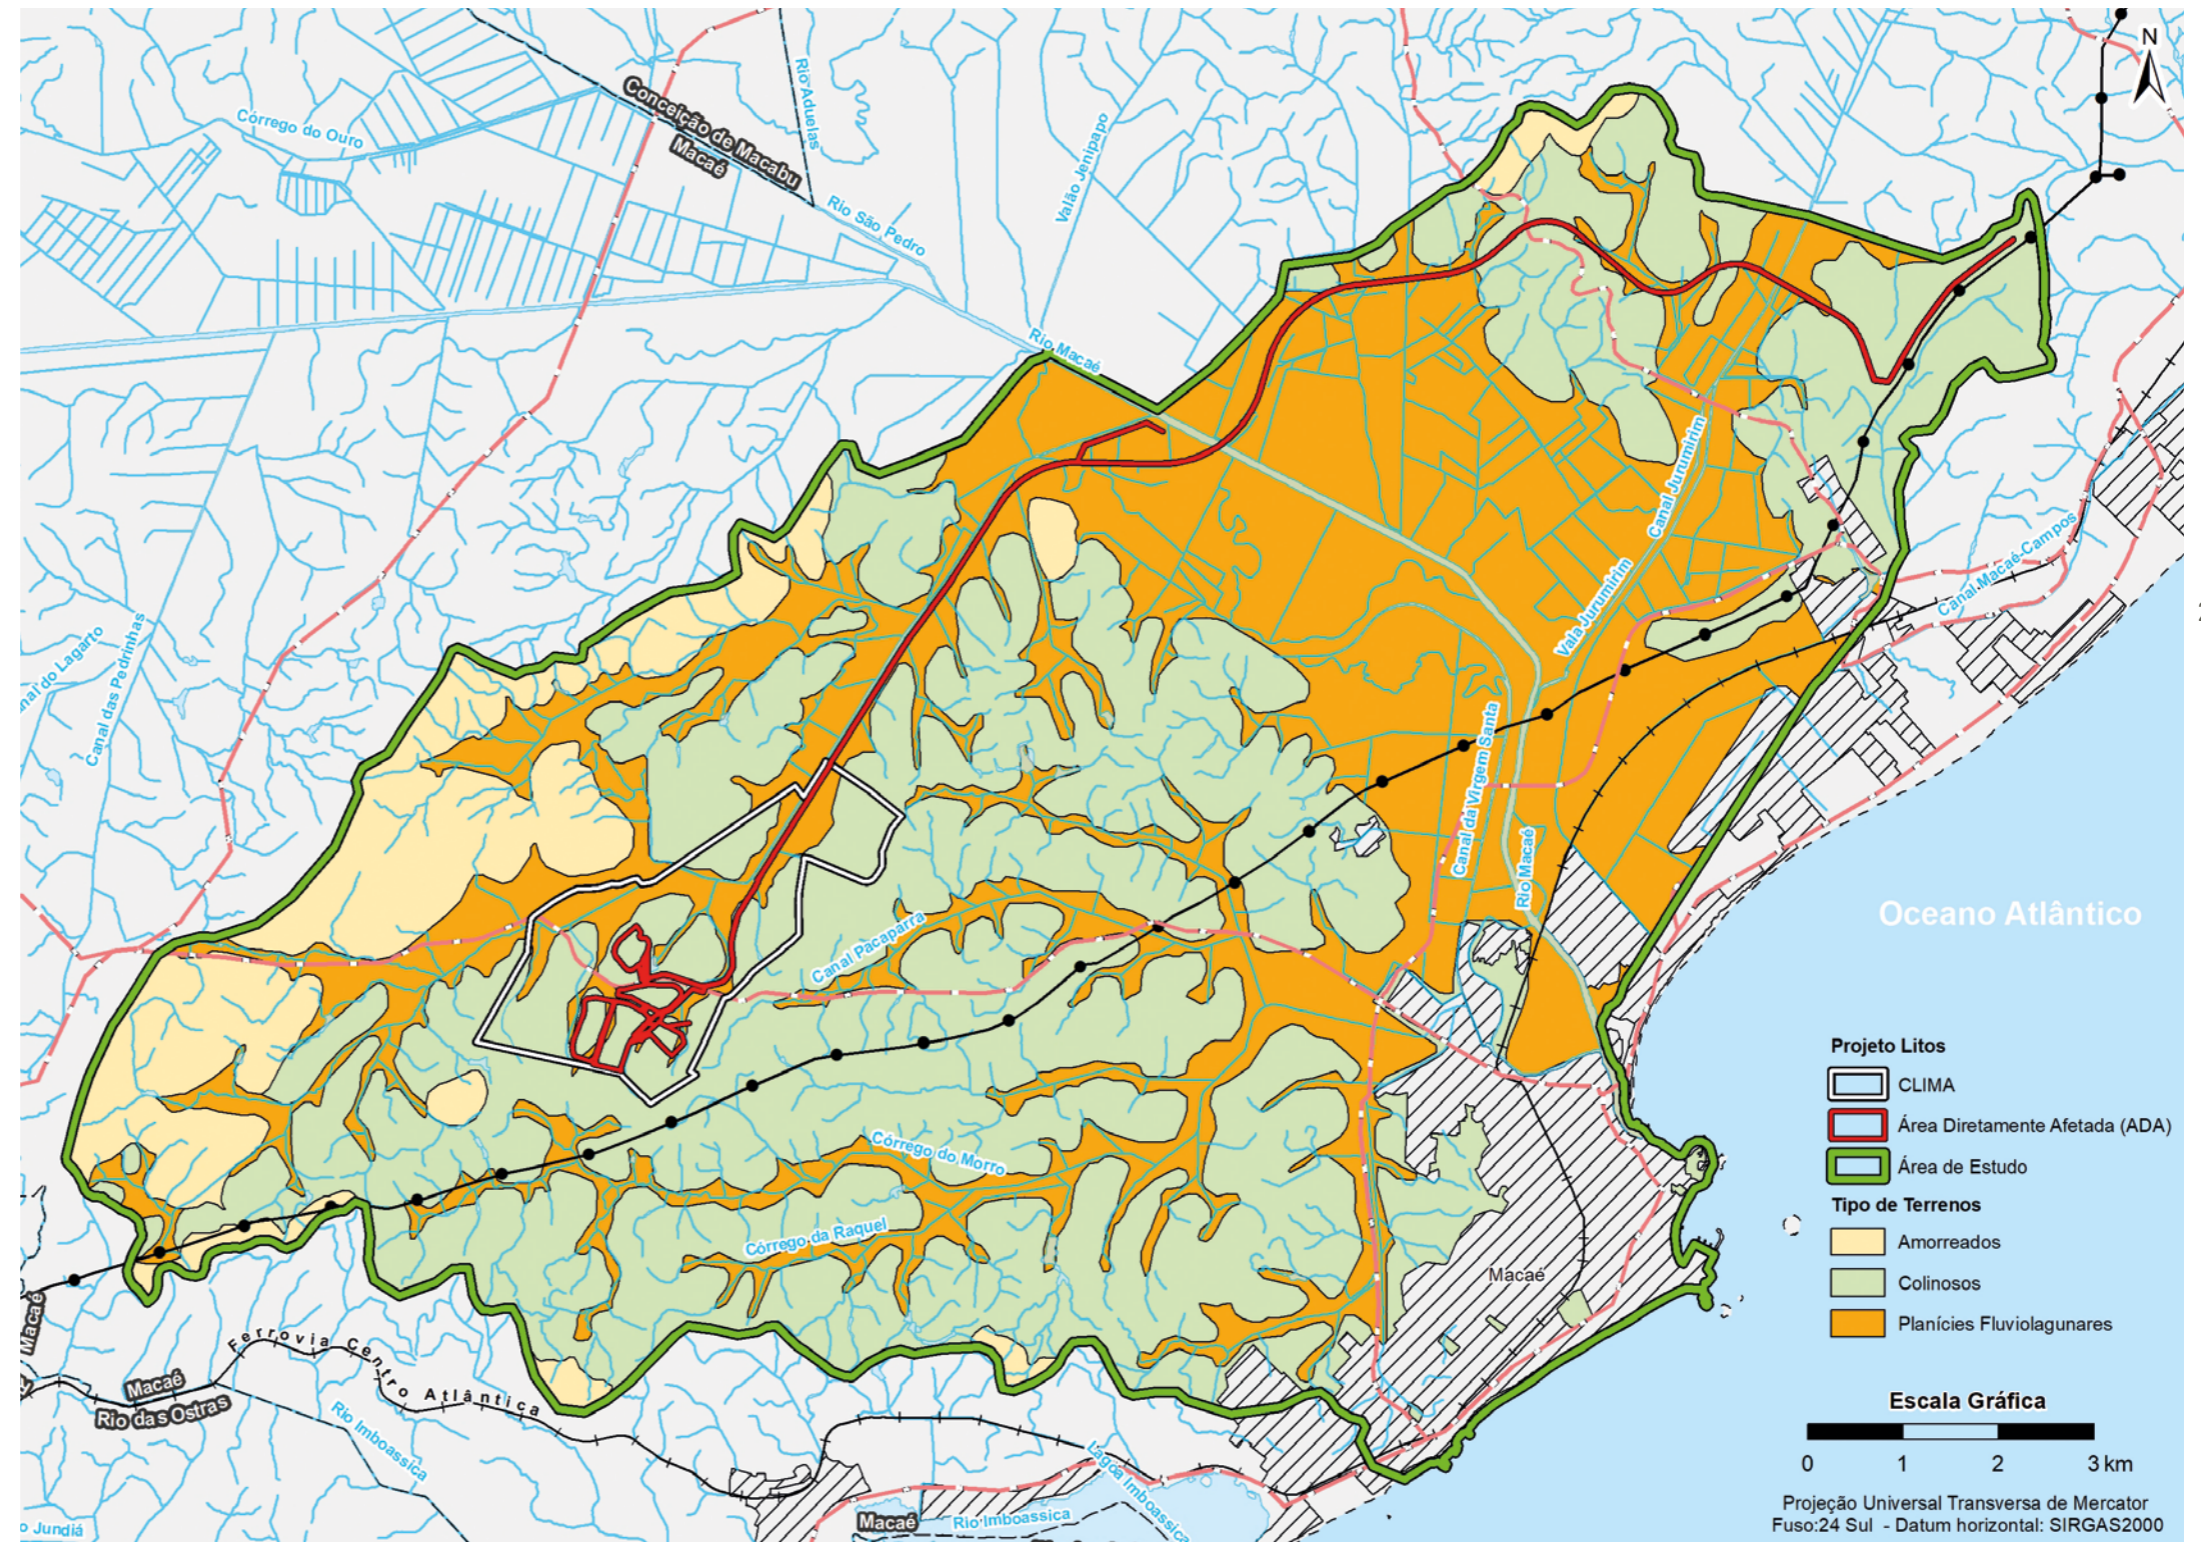 N
Córrego do Ouro
Conceição de Macabu
Macaé
Rio Aduelas
Valão Jenipapo
Rio São Pedro
Rio Macaé
Canal Jurumirim
Vala Jurumirim
Canal Macaé-Campos
Canal das Pedrinhas
Canal da Virgem Santa
Rio Macaé
Oceano Atlântico
Canal Pacaparra
Córrego do Morro
Córrego da Raquel
Macaé
Macaé
Ferrovia Centro Atlântica
Macaé
Rio das Ostras
Rio Imboassica
Lagoa Imboassica
Macaé
Rio Imboassica
o Jundiá
nal do Lagarto
Projeto Litos
CLIMA
Área Diretamente Afetada (ADA)
Área de Estudo
Tipo de Terrenos
Amorreados
Colinosos
Planícies Fluviolagunares
Escala Gráfica
0 1 2 3 km
Projeção Universal Transversa de Mercator
Fuso:24 Sul - Datum horizontal: SIRGAS2000